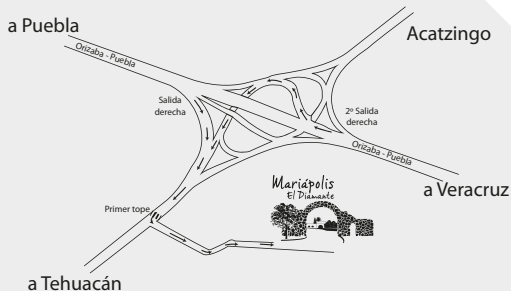 a Puebla
Acatzingo
Orizaba - Puebla
Salida
derecha
2º Salida
derecha
Orizaba - Puebla
Mariápolis
El Diamante
a Veracruz
Primer tope
a Tehuacán